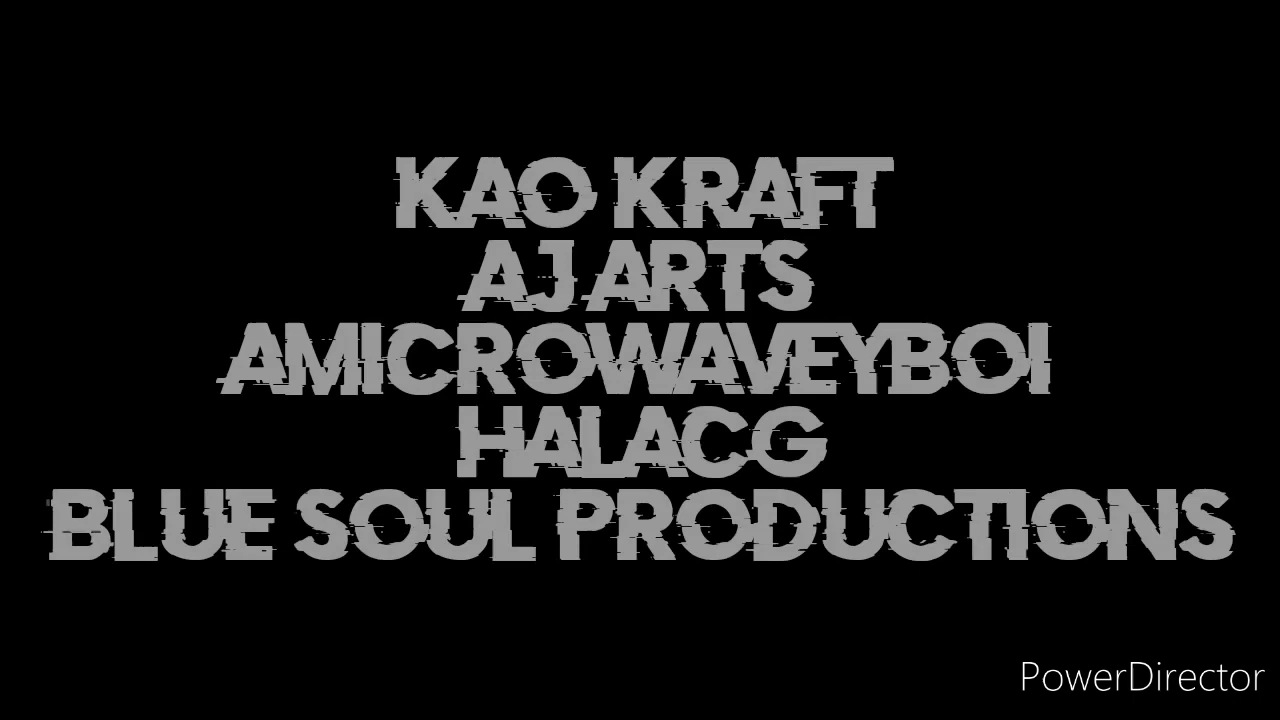 KAO KRAFT
AJ ARTS
AMICROWAVEYBOI
HALACG
BLUE SOUL PRODUCTIONS
PowerDirector